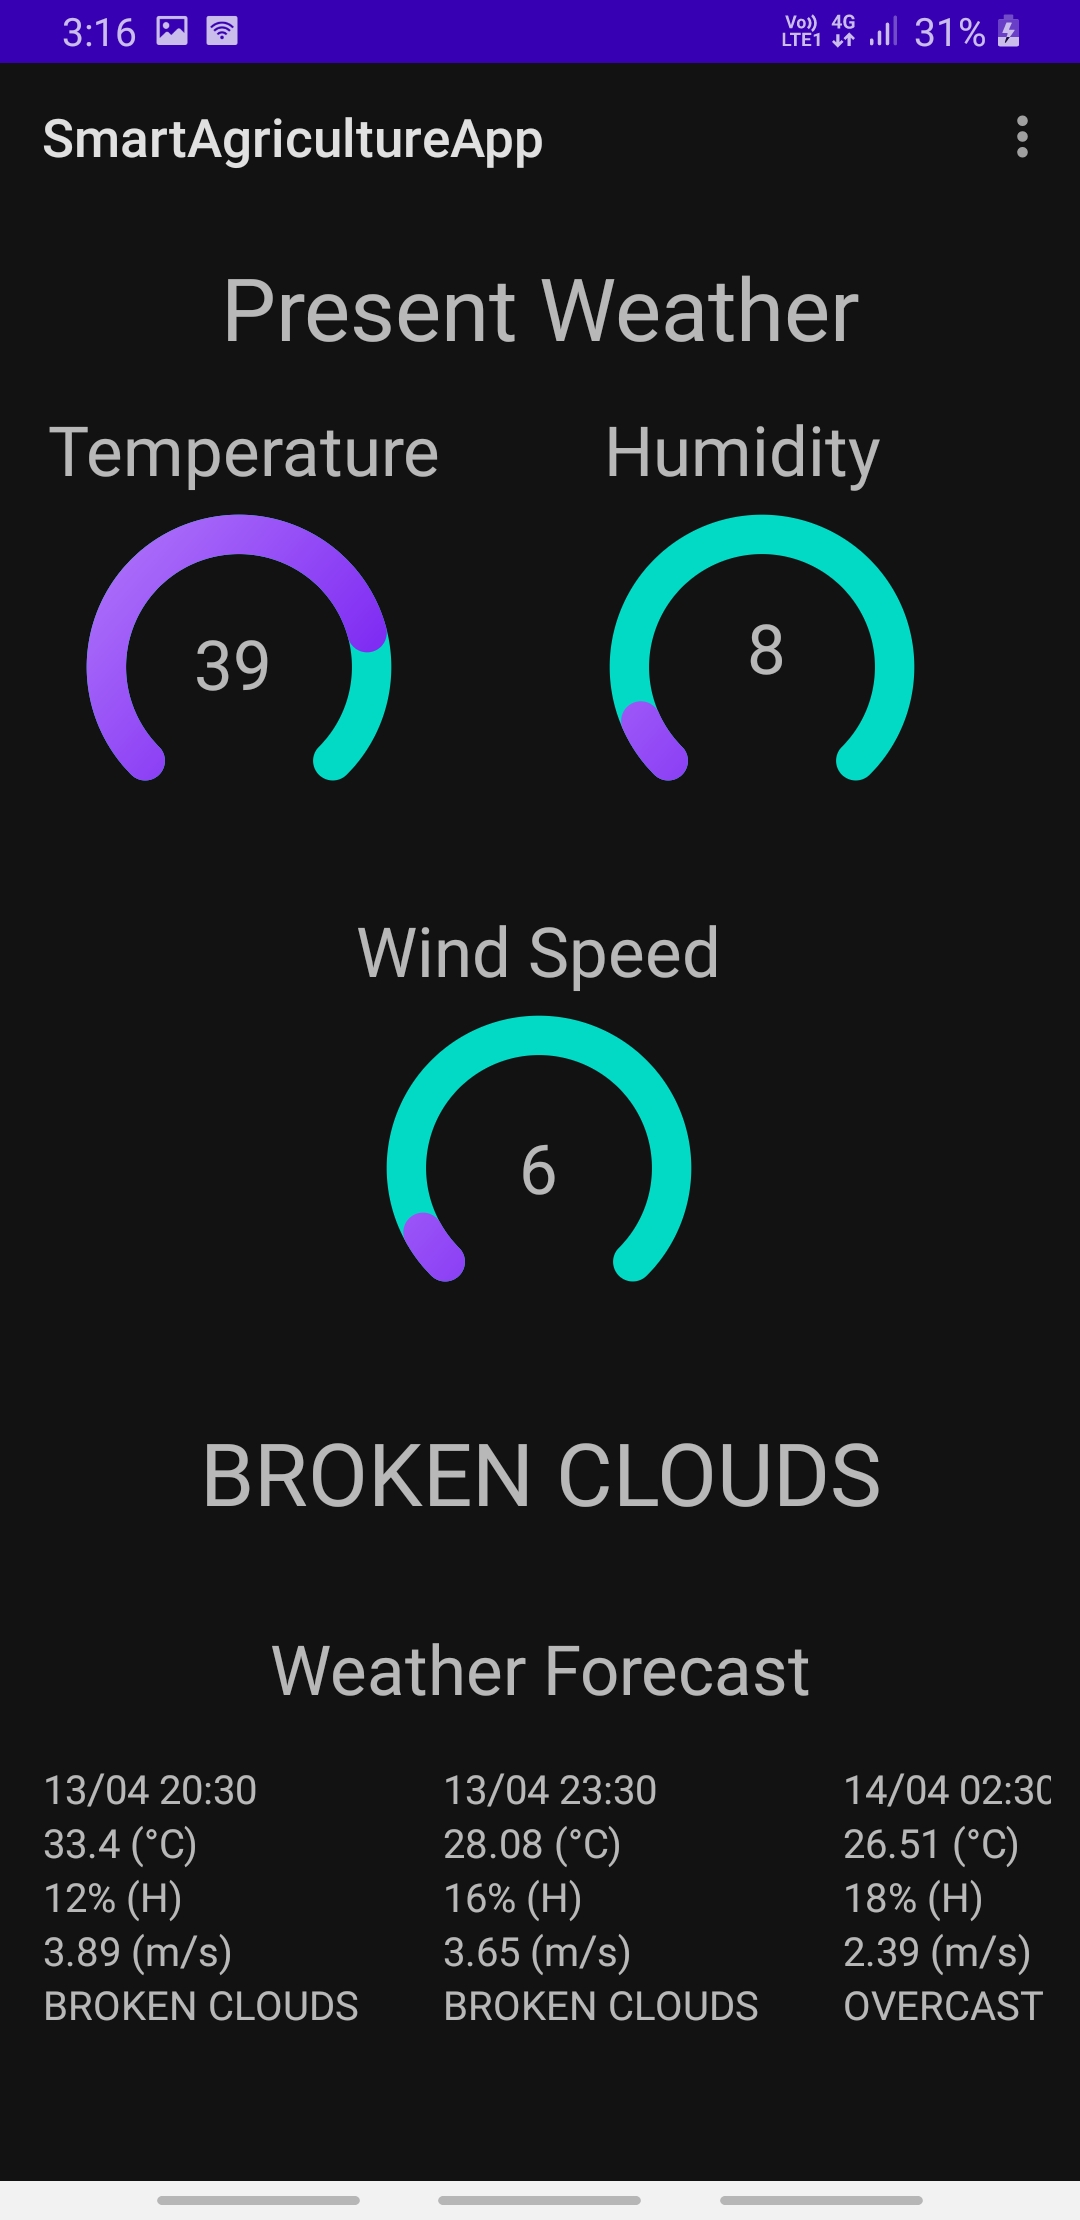 3:16 Vo)) LTE1 4G 31%
SmartAgricultureApp
Present Weather
Temperature Humidity
39 8
Wind Speed
6
BROKEN CLOUDS
Weather Forecast
13/04 20:30 13/04 23:30 14/04 02:30
33.4 (°C) 28.08 (°C) 26.51 (°C)
12% (H) 16% (H) 18% (H)
3.89 (m/s) 3.65 (m/s) 2.39 (m/s)
BROKEN CLOUDS BROKEN CLOUDS OVERCAST